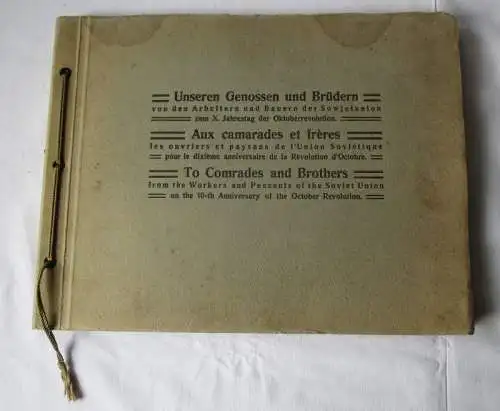 Unseren Genossen und Brüdern
von den Arbeitern und Bauern der Sowjetunion
zum X. Jahrestag der Oktoberrevolution.
Aux camarades et frères
les ouvriers et paysans de l'Union Soviétique
pour le dixième anniversaire de la Révolution d'Octobre.
To Comrades and Brothers
from the Workers and Peasants of the Soviet Union
on the 10-th Anniversary of the October Revolution.